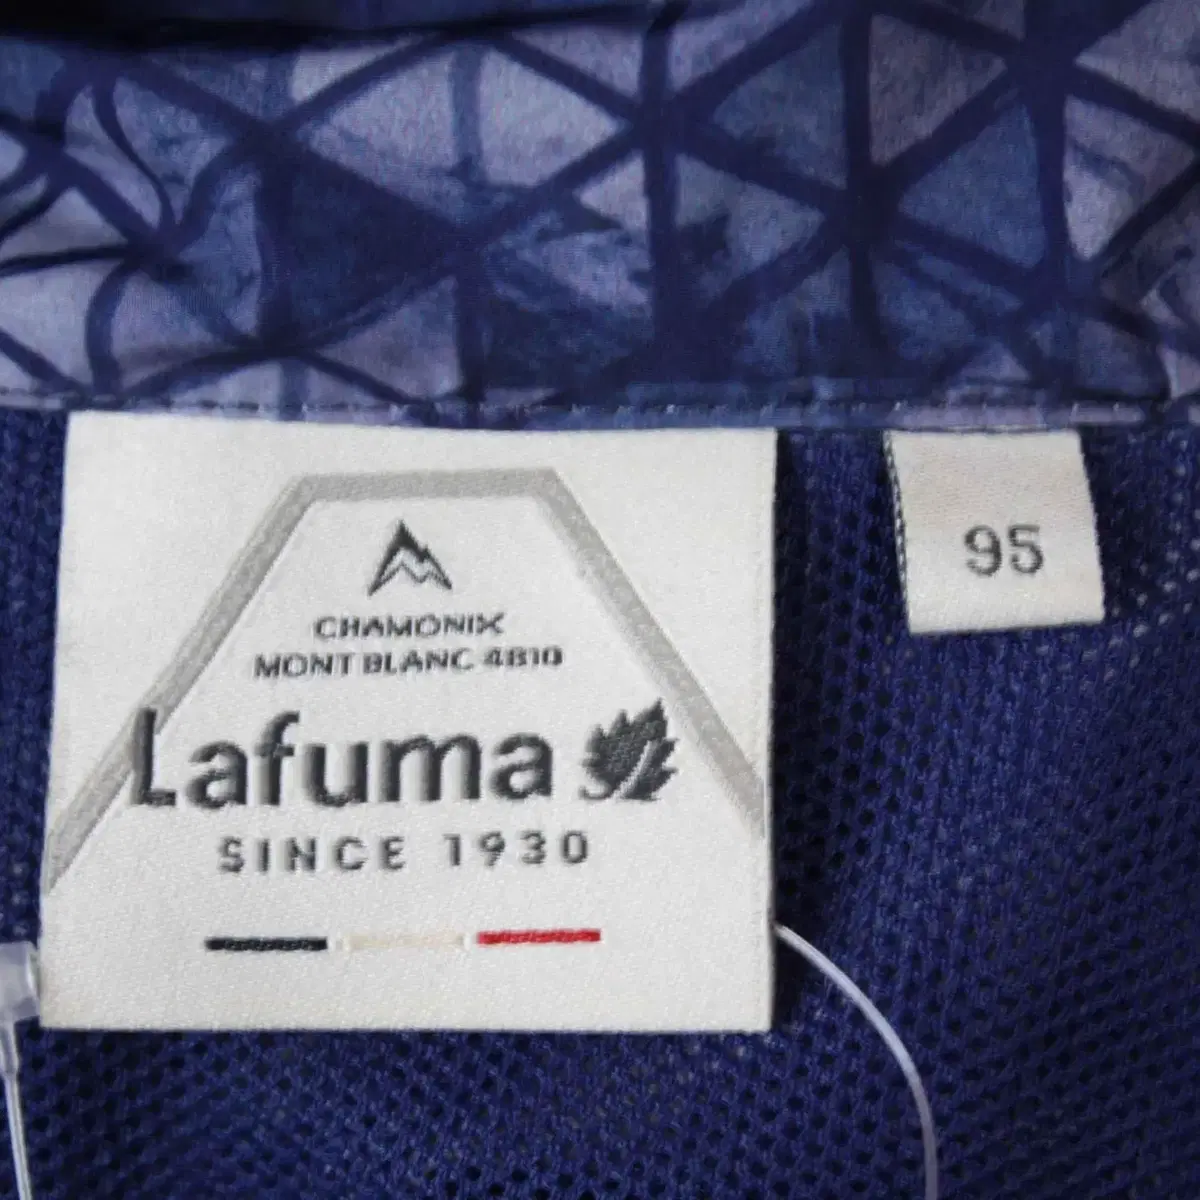 CHAMONIX
MONT BLANC 4810
Lafuma
SINCE 1930
95